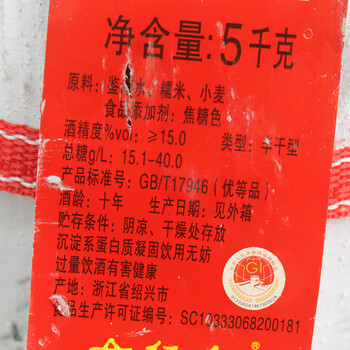 净含量:5千克
原料:鉴湖水、糯米、小麦
食品添加剂:焦糖色
酒精度%vol:≥15.0 类型:半干型
总糖g/L:15.1-40.0
产品标准号:GB/T17946(优等品)
酒龄:十年 生产日期:见外箱
贮存条件:阴凉、干燥处存放
沉淀系蛋白质凝固饮用无妨
过量饮酒有害健康
产地:浙江省绍兴市
食品生产许可证编号:SC10333068200181
GI